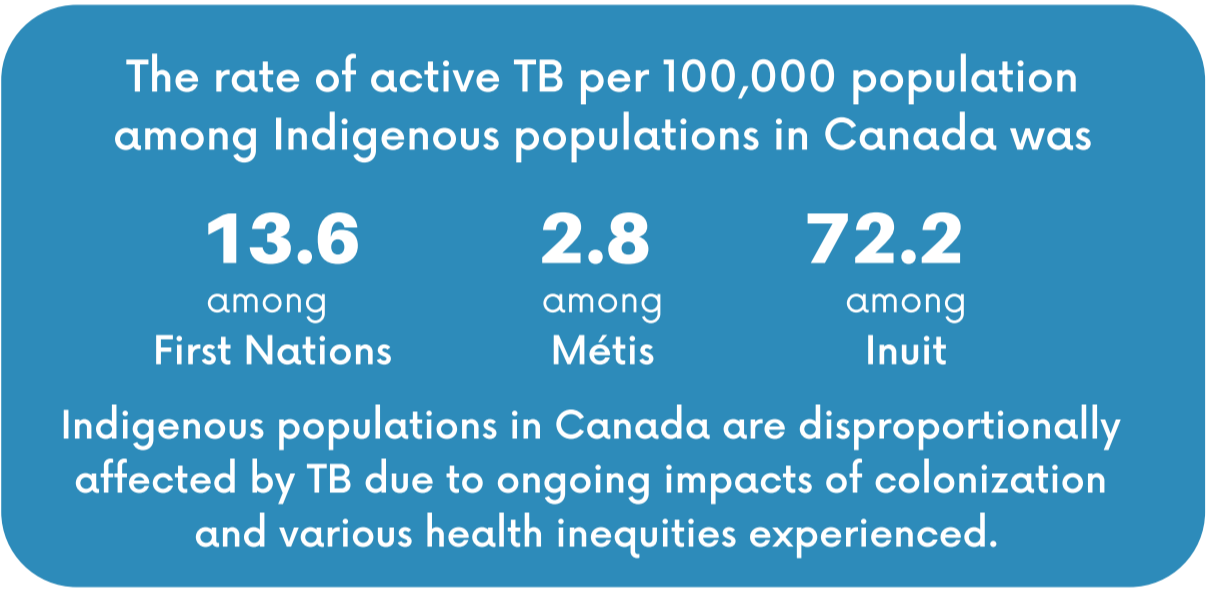 The rate of active TB per 100,000 population
among Indigenous populations in Canada was
13.6 2.8 72.2
among among among
First Nations Métis Inuit
Indigenous populations in Canada are disproportionally
affected by TB due to ongoing impacts of colonization
and various health inequities experienced.